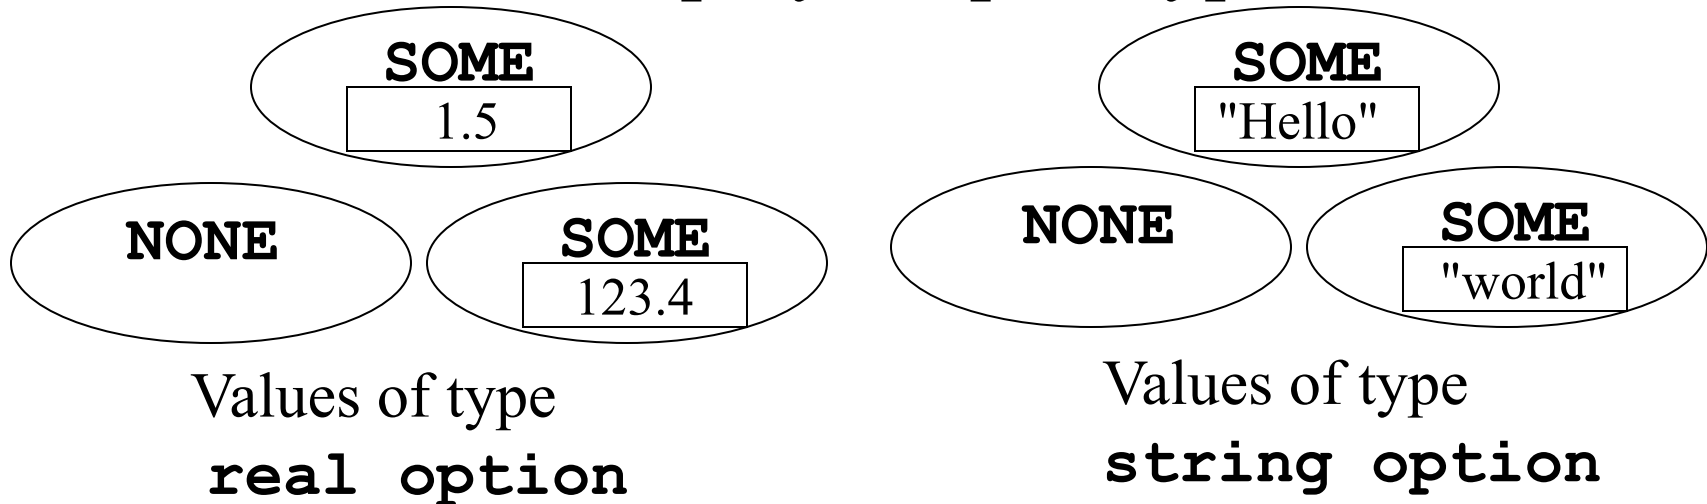 SOME
1.5
NONE
SOME
123.4
Values of type
real option
SOME
"Hello"
NONE
SOME
"world"
Values of type
string option